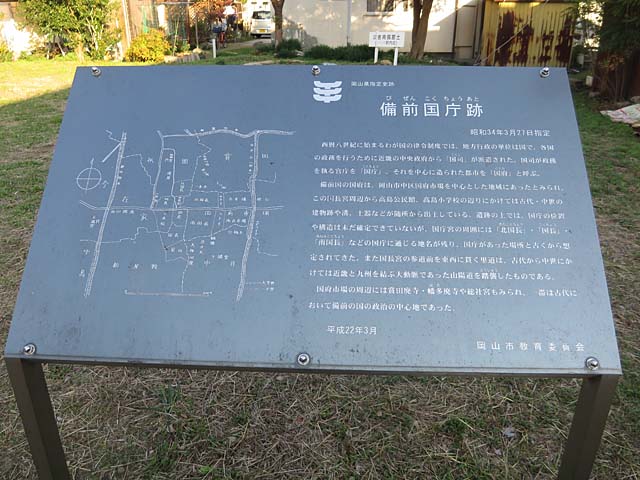 岡山県指定史跡
びぜんこくちょうあと
備前国庁跡
昭和34年3月27日指定
西暦八世紀に始まるわが国の律令制度では、地方行政の単位は国で、各国
の政務を行うために近畿の中央政府から「国司」が派遣された。国司が政務
を執る官庁を「国庁」、それを中心に造られた都市を「国府」と呼ぶ。
備前国の国府は、岡山市中区国府市場を中心とした地域にあったとみられ、
この国長宮周辺から高島公民館、高島小学校の辺りにかけては古代・中世の
建物跡や溝、土器などが随所から出土している。遺跡の上では、国庁の位置
や構造は未だ確定できていないが、国庁宮の周囲には「北国長」・「国長」、
「南国長」などの国庁に通じる地名が残り、国庁があった場所と古くから想
定されてきた。また国長宮の参道前を東西に貫く里道は、古代から中世にか
けては近畿と九州を結ぶ大動脈であった山陽道を踏襲したものである。
国府市場の周辺には賞田廃寺・幡多廃寺や総社宮もみられ、一帯は古代に
おいて備前の国の政治の中心地であった。
平成22年3月
岡山市教育委員会